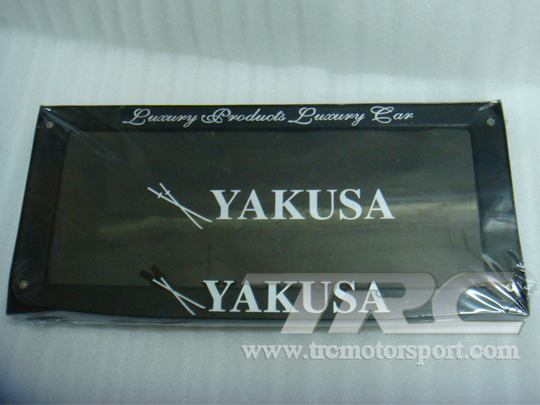 Luxury Products Luxury Car
YAKUSA
YAKUSA
TRC
www.trcmotorsport.com